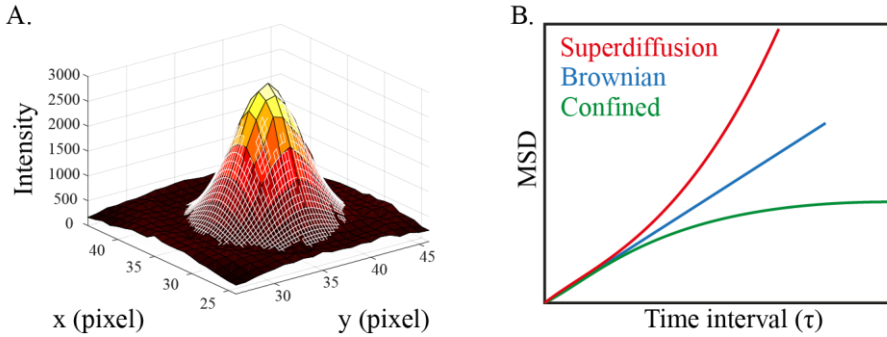 A.
3000
2500
2000
1500
1000
500
0
Intensity
40
35
30
25
x (pixel)
30
35
40
45
y (pixel)
B.
Superdiffusion
Brownian
Confined
MSD
Time interval (τ)